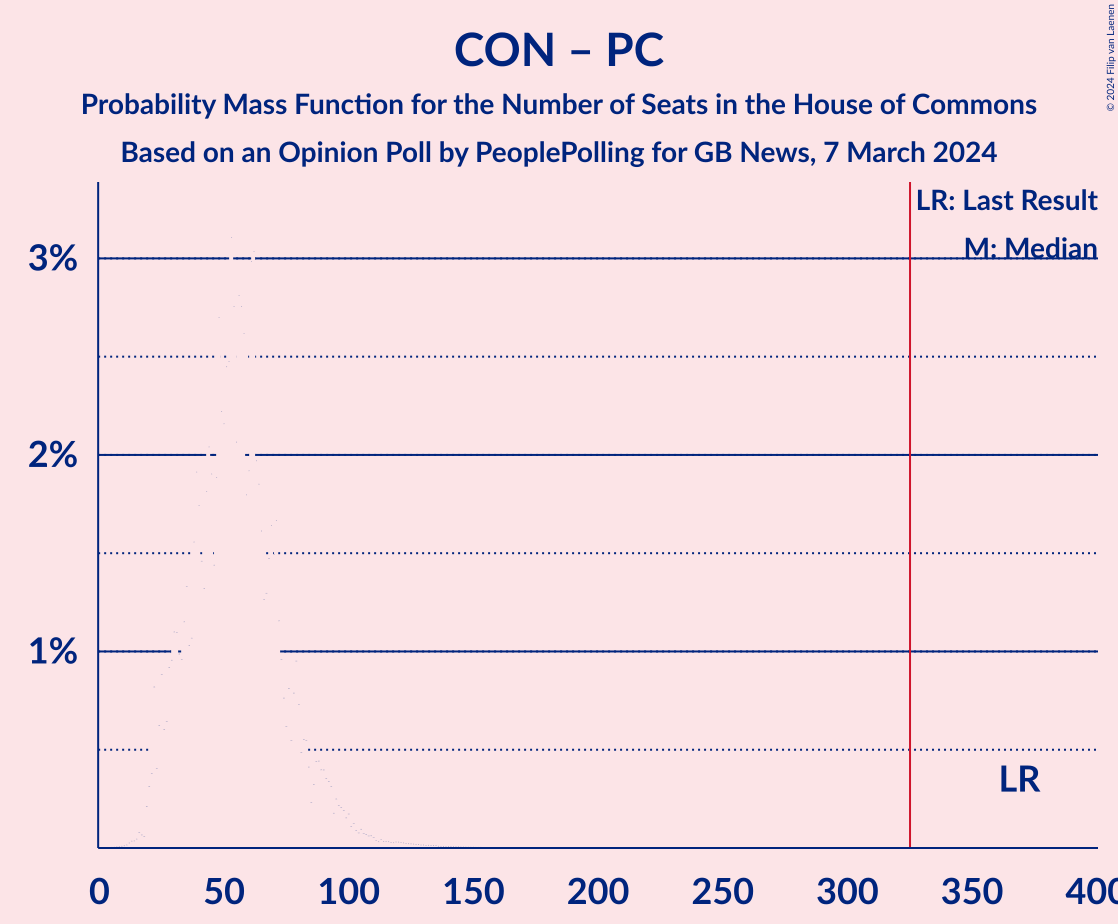 CON – PC
Probability Mass Function for the Number of Seats in the House of Commons
Based on an Opinion Poll by PeoplePolling for GB News, 7 March 2024
© 2024 Filip van Laenen
LR: Last Result
M: Median
3%
2%
1%
LR
0 50 100 150 200 250 300 350 400